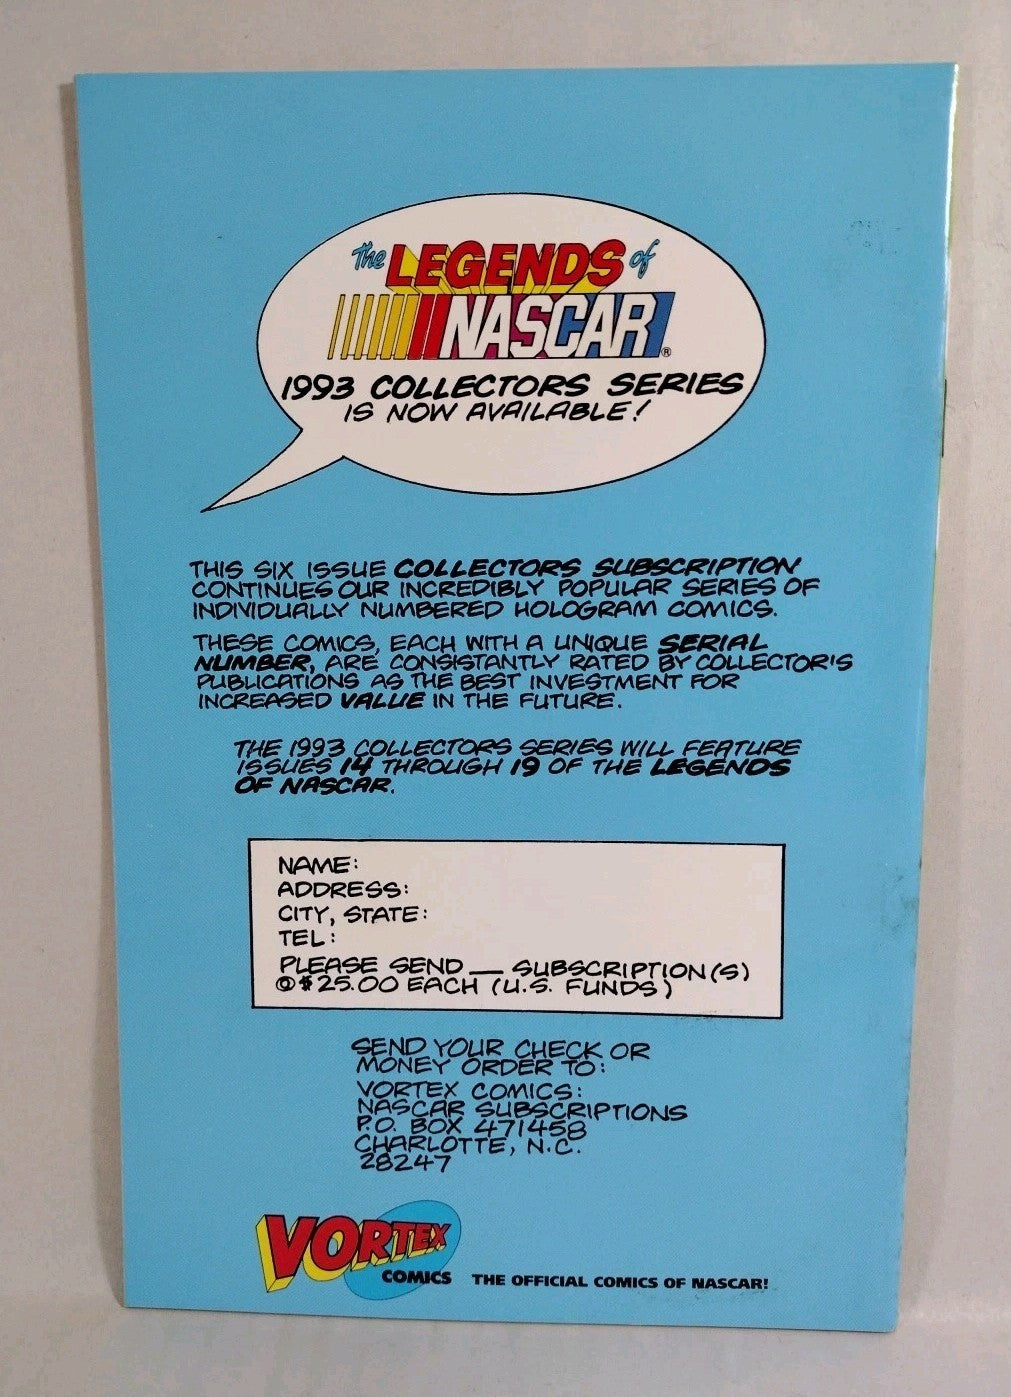 The LEGENDS of
NASCAR®
1993 COLLECTORS SERIES
IS NOW AVAILABLE!
THIS SIX ISSUE COLLECTORS SUBSCRIPTION
CONTINUES OUR INCREDIBLY POPULAR SERIES OF
INDIVIDUALLY NUMBERED HOLOGRAM COMICS.
THESE COMICS, EACH WITH A UNIQUE SERIAL
NUMBER, ARE CONSISTANTLY RATED BY COLLECTOR'S
PUBLICATIONS AS THE BEST INVESTMENT FOR
INCREASED VALUE IN THE FUTURE.
THE 1993 COLLECTORS SERIES WILL FEATURE
ISSUES 14 THROUGH 19 OF THE LEGENDS
OF NASCAR.
NAME:
ADDRESS:
CITY, STATE:
TEL:
PLEASE SEND __ SUBSCRIPTION(S)
@$25.00 EACH (U.S. FUNDS)
SEND YOUR CHECK OR
MONEY ORDER TO:
VORTEX COMICS:
NASCAR SUBSCRIPTIONS
P.O. BOX 471458
CHARLOTTE, N.C.
28247
VORTEX
COMICS THE OFFICIAL COMICS OF NASCAR!